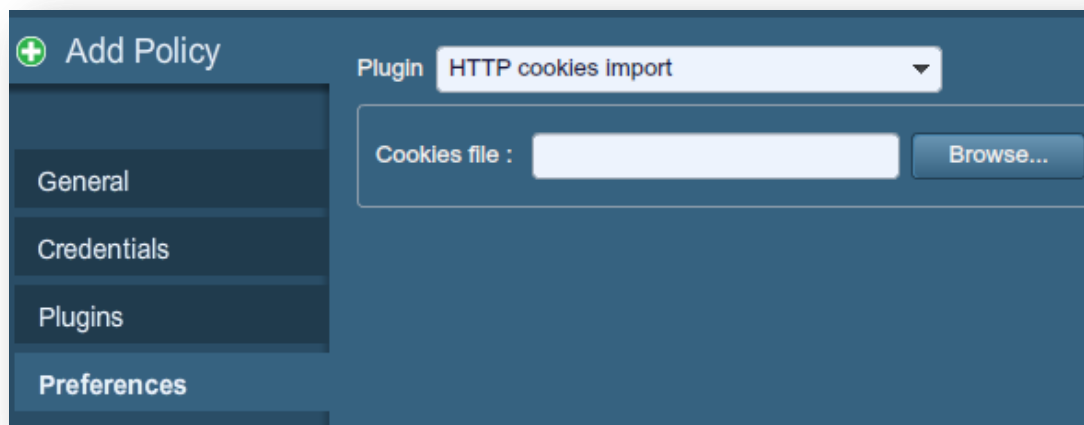 Add Policy
Plugin HTTP cookies import
Cookies file : Browse...
General
Credentials
Plugins
Preferences